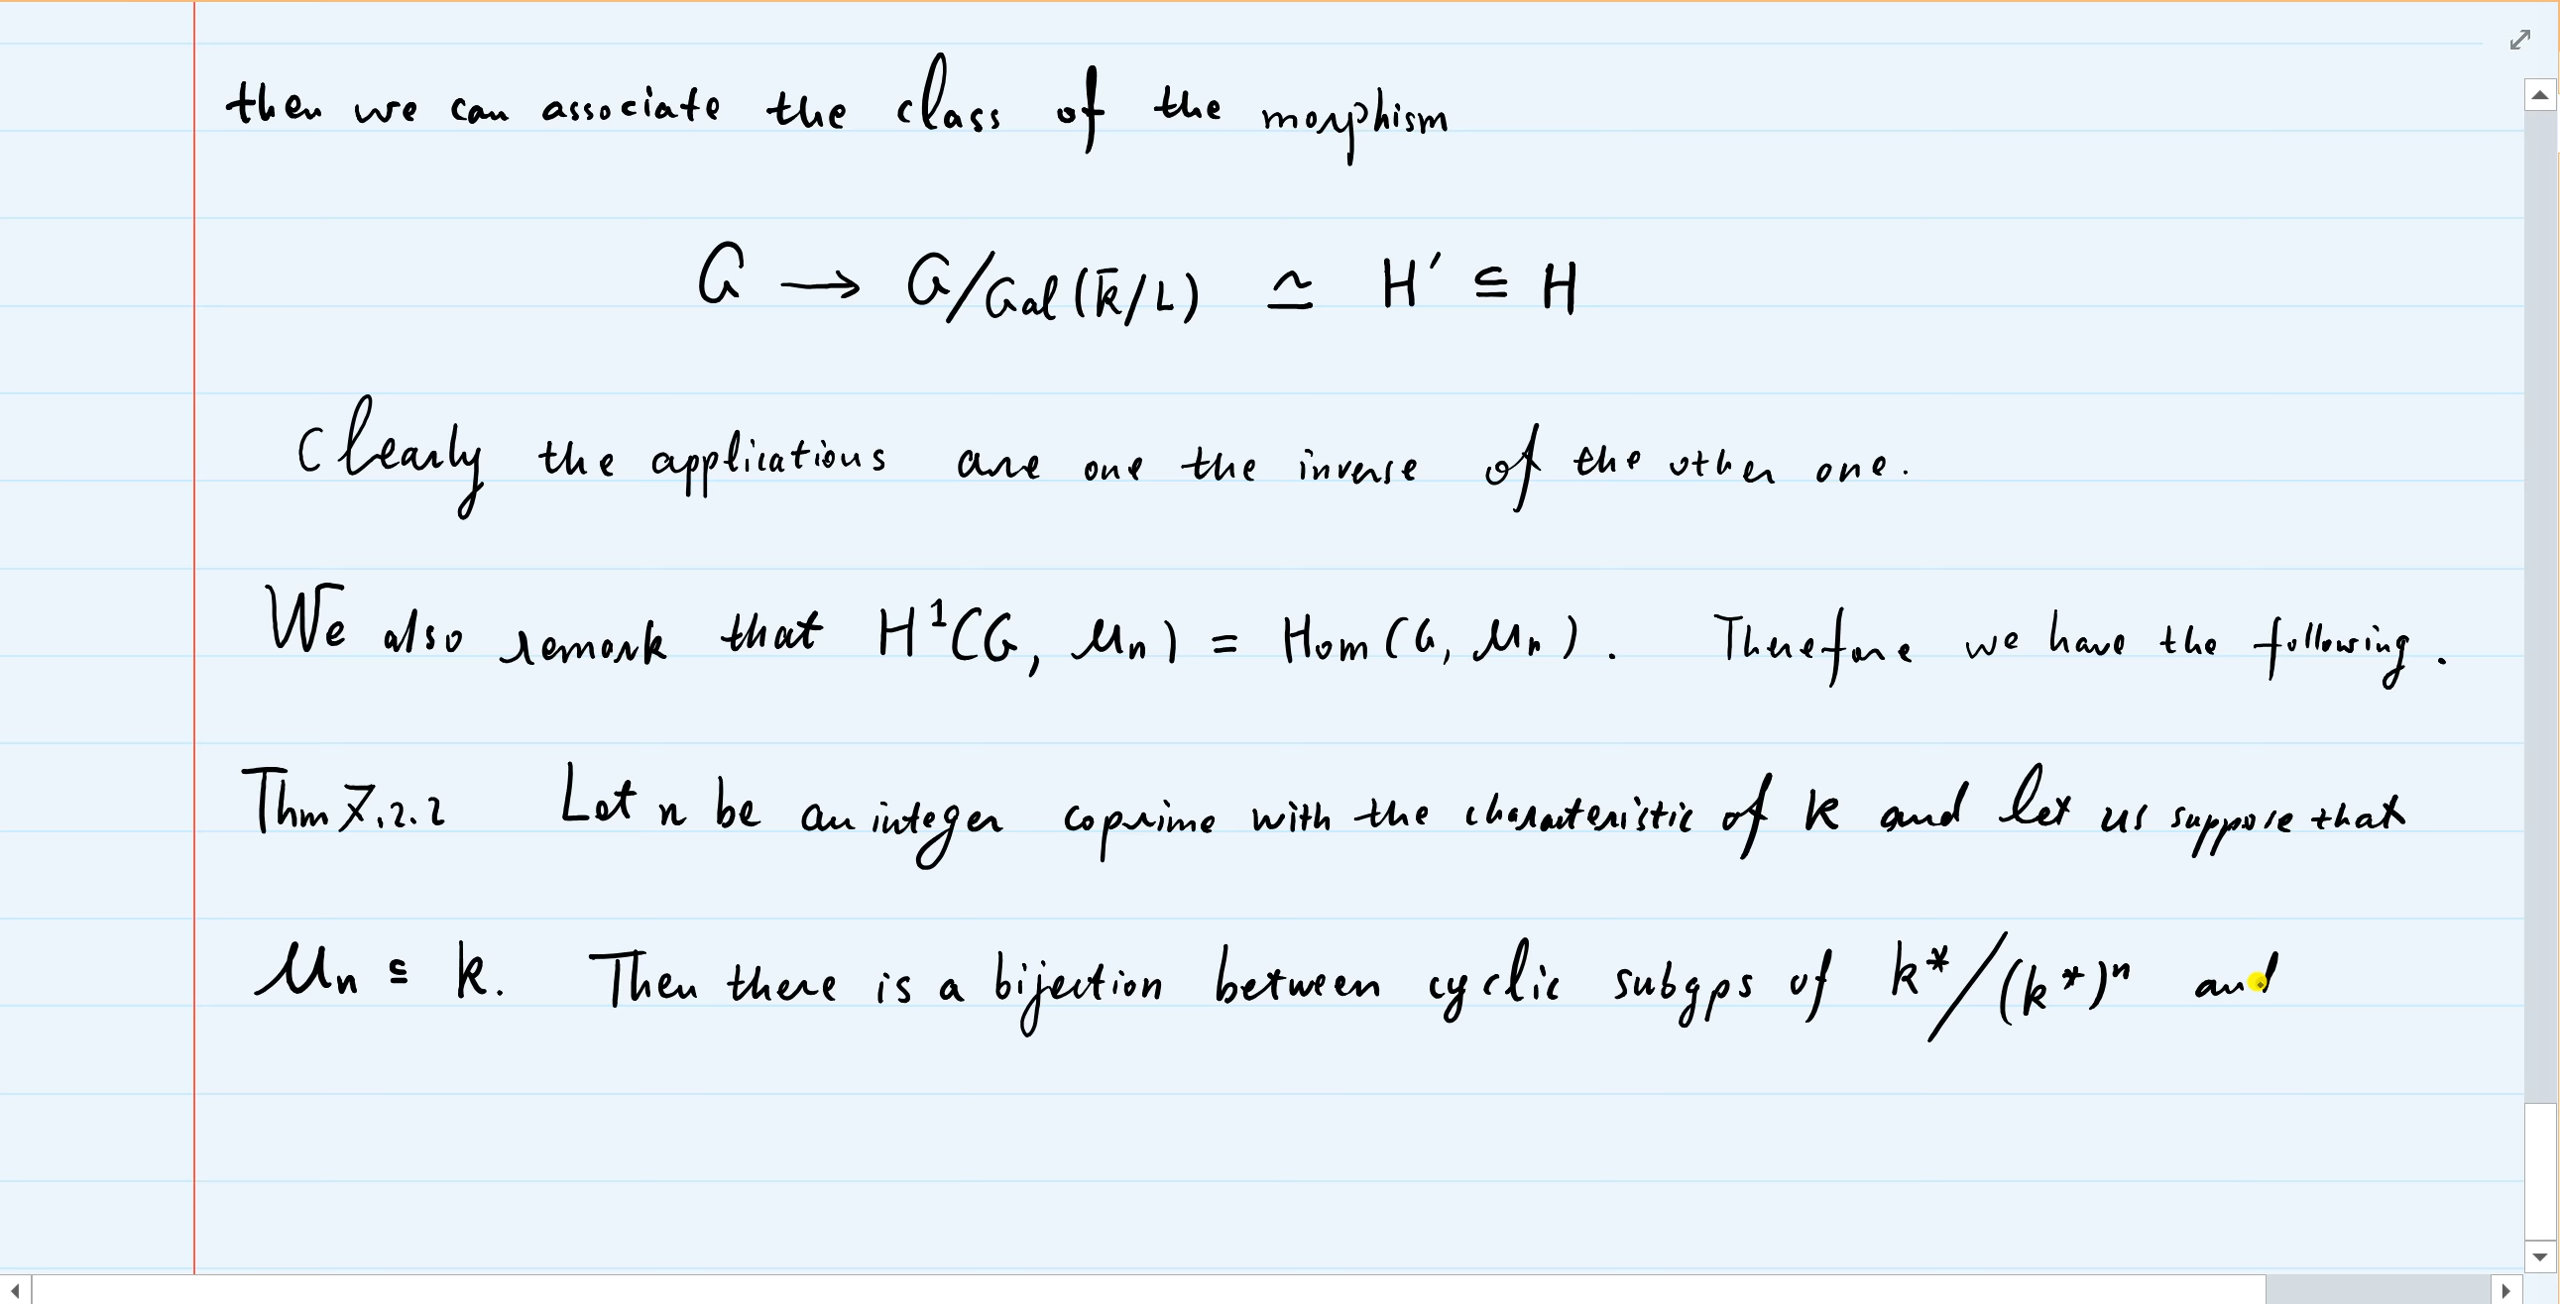 then we can associate the class of the morphism
G → G/Gal(k̄/L) ≃ H' ⊆ H
Clearly the applications are one the inverse of the other one.
We also remark that H¹(G, μn) = Hom(G, μn). Therefore we have the following.
Thm 7.2.2 Let n be an integer coprime with the characteristic of k and let us suppose that
μn ⊆ k. Then there is a bijection between cyclic subgps of k*/(k*)ⁿ and